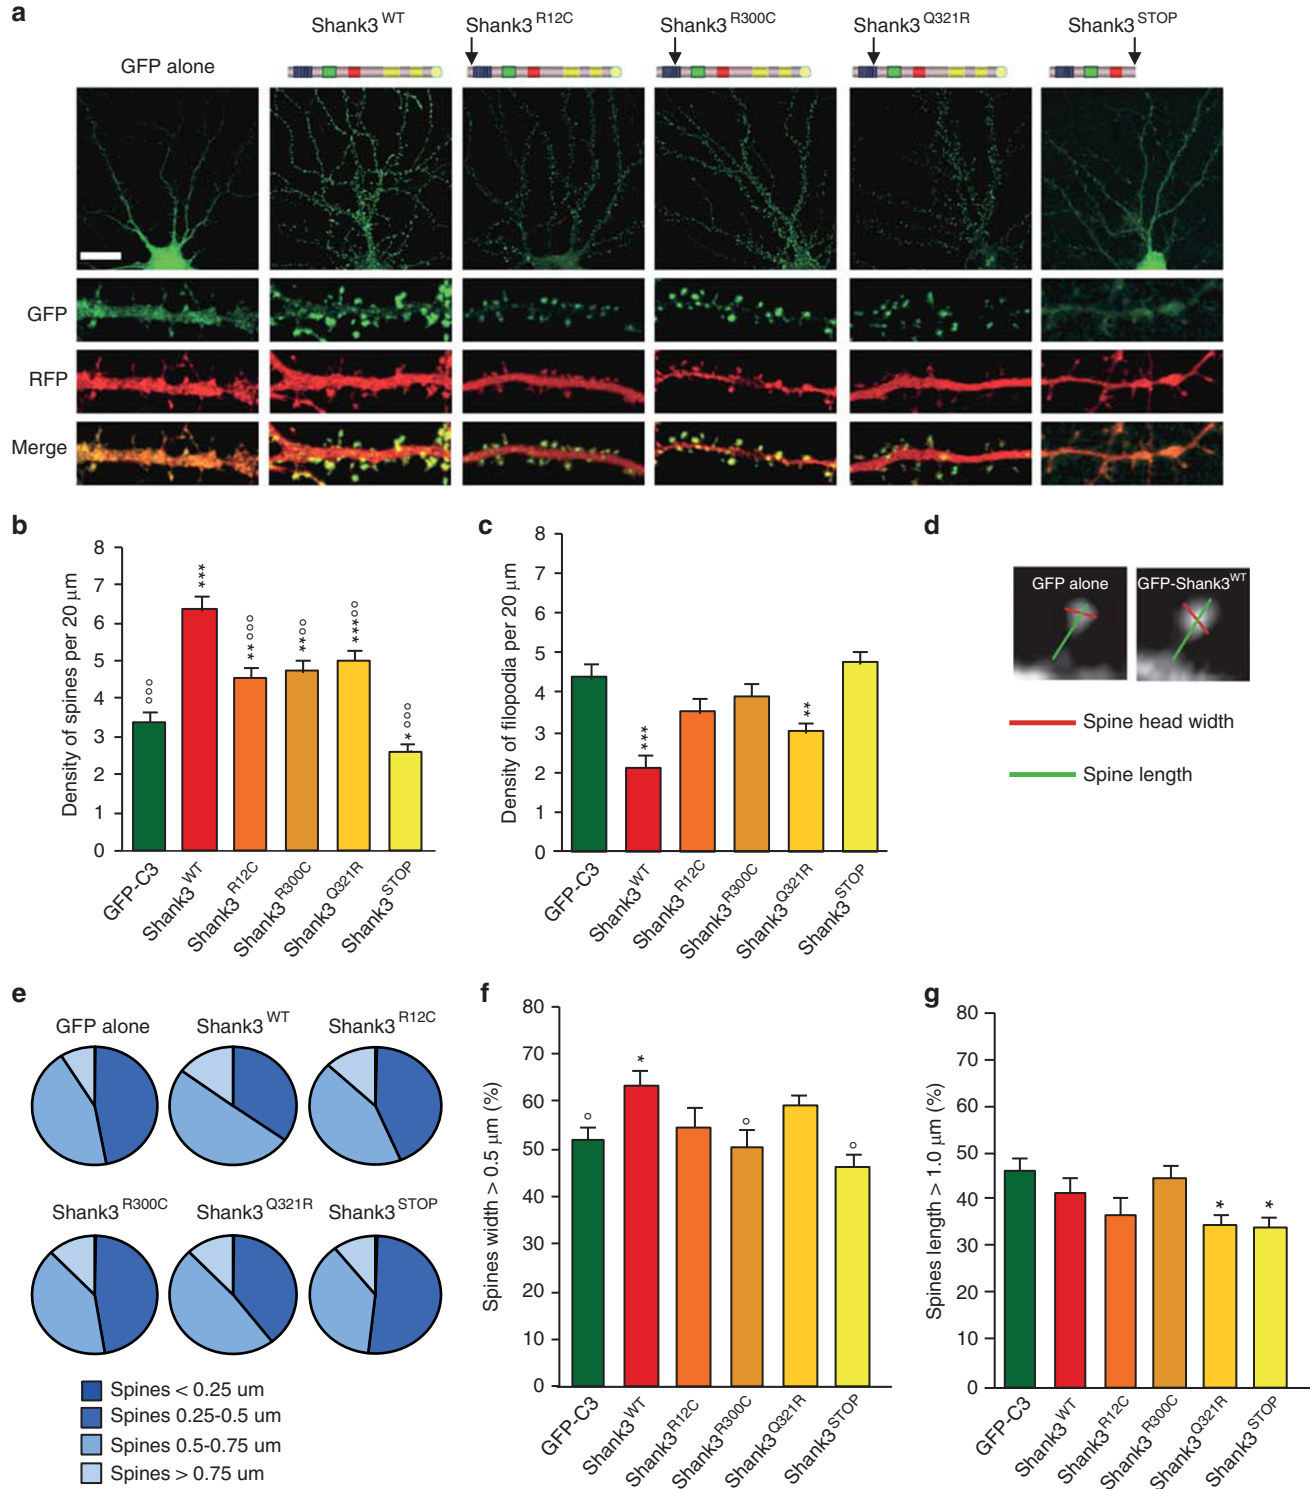 a
GFP alone
Shank3 WT
Shank3 R12C
Shank3 R300C
Shank3 Q321R
Shank3 STOP
GFP
RFP
Merge
b
Density of spines per 20 µm
8
7
6
5
4
3
2
1
0
°°°
***
**°°°
**°°
***°°
*°°°
GFP-C3
Shank3 WT
Shank3 R12C
Shank3 R300C
Shank3 Q321R
Shank3 STOP
c
Density of filopodia per 20 µm
8
7
6
5
4
3
2
1
0
***
**
GFP-C3
Shank3 WT
Shank3 R12C
Shank3 R300C
Shank3 Q321R
Shank3 STOP
d
GFP alone
GFP-Shank3 WT
Spine head width
Spine length
e
GFP alone
Shank3 WT
Shank3 R12C
Shank3 R300C
Shank3 Q321R
Shank3 STOP
Spines < 0.25 um
Spines 0.25-0.5 um
Spines 0.5-0.75 um
Spines > 0.75 um
f
Spines width > 0.5 µm (%)
80
70
60
50
40
30
20
10
0
°
*
°
°
GFP-C3
Shank3 WT
Shank3 R12C
Shank3 R300C
Shank3 Q321R
Shank3 STOP
g
Spines length > 1.0 µm (%)
80
70
60
50
40
30
20
10
0
*
*
GFP-C3
Shank3 WT
Shank3 R12C
Shank3 R300C
Shank3 Q321R
Shank3 STOP